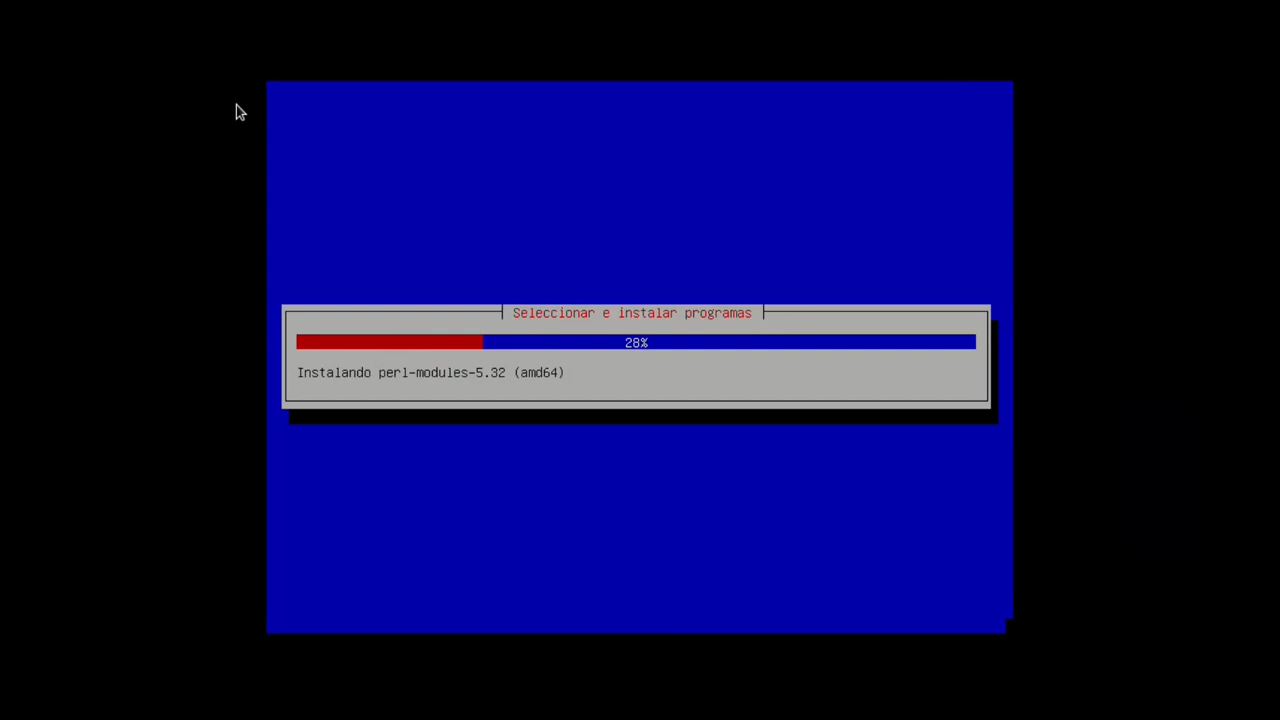 Seleccionar e instalar programas
28%
Instalando perl-modules-5.32 (amd64)